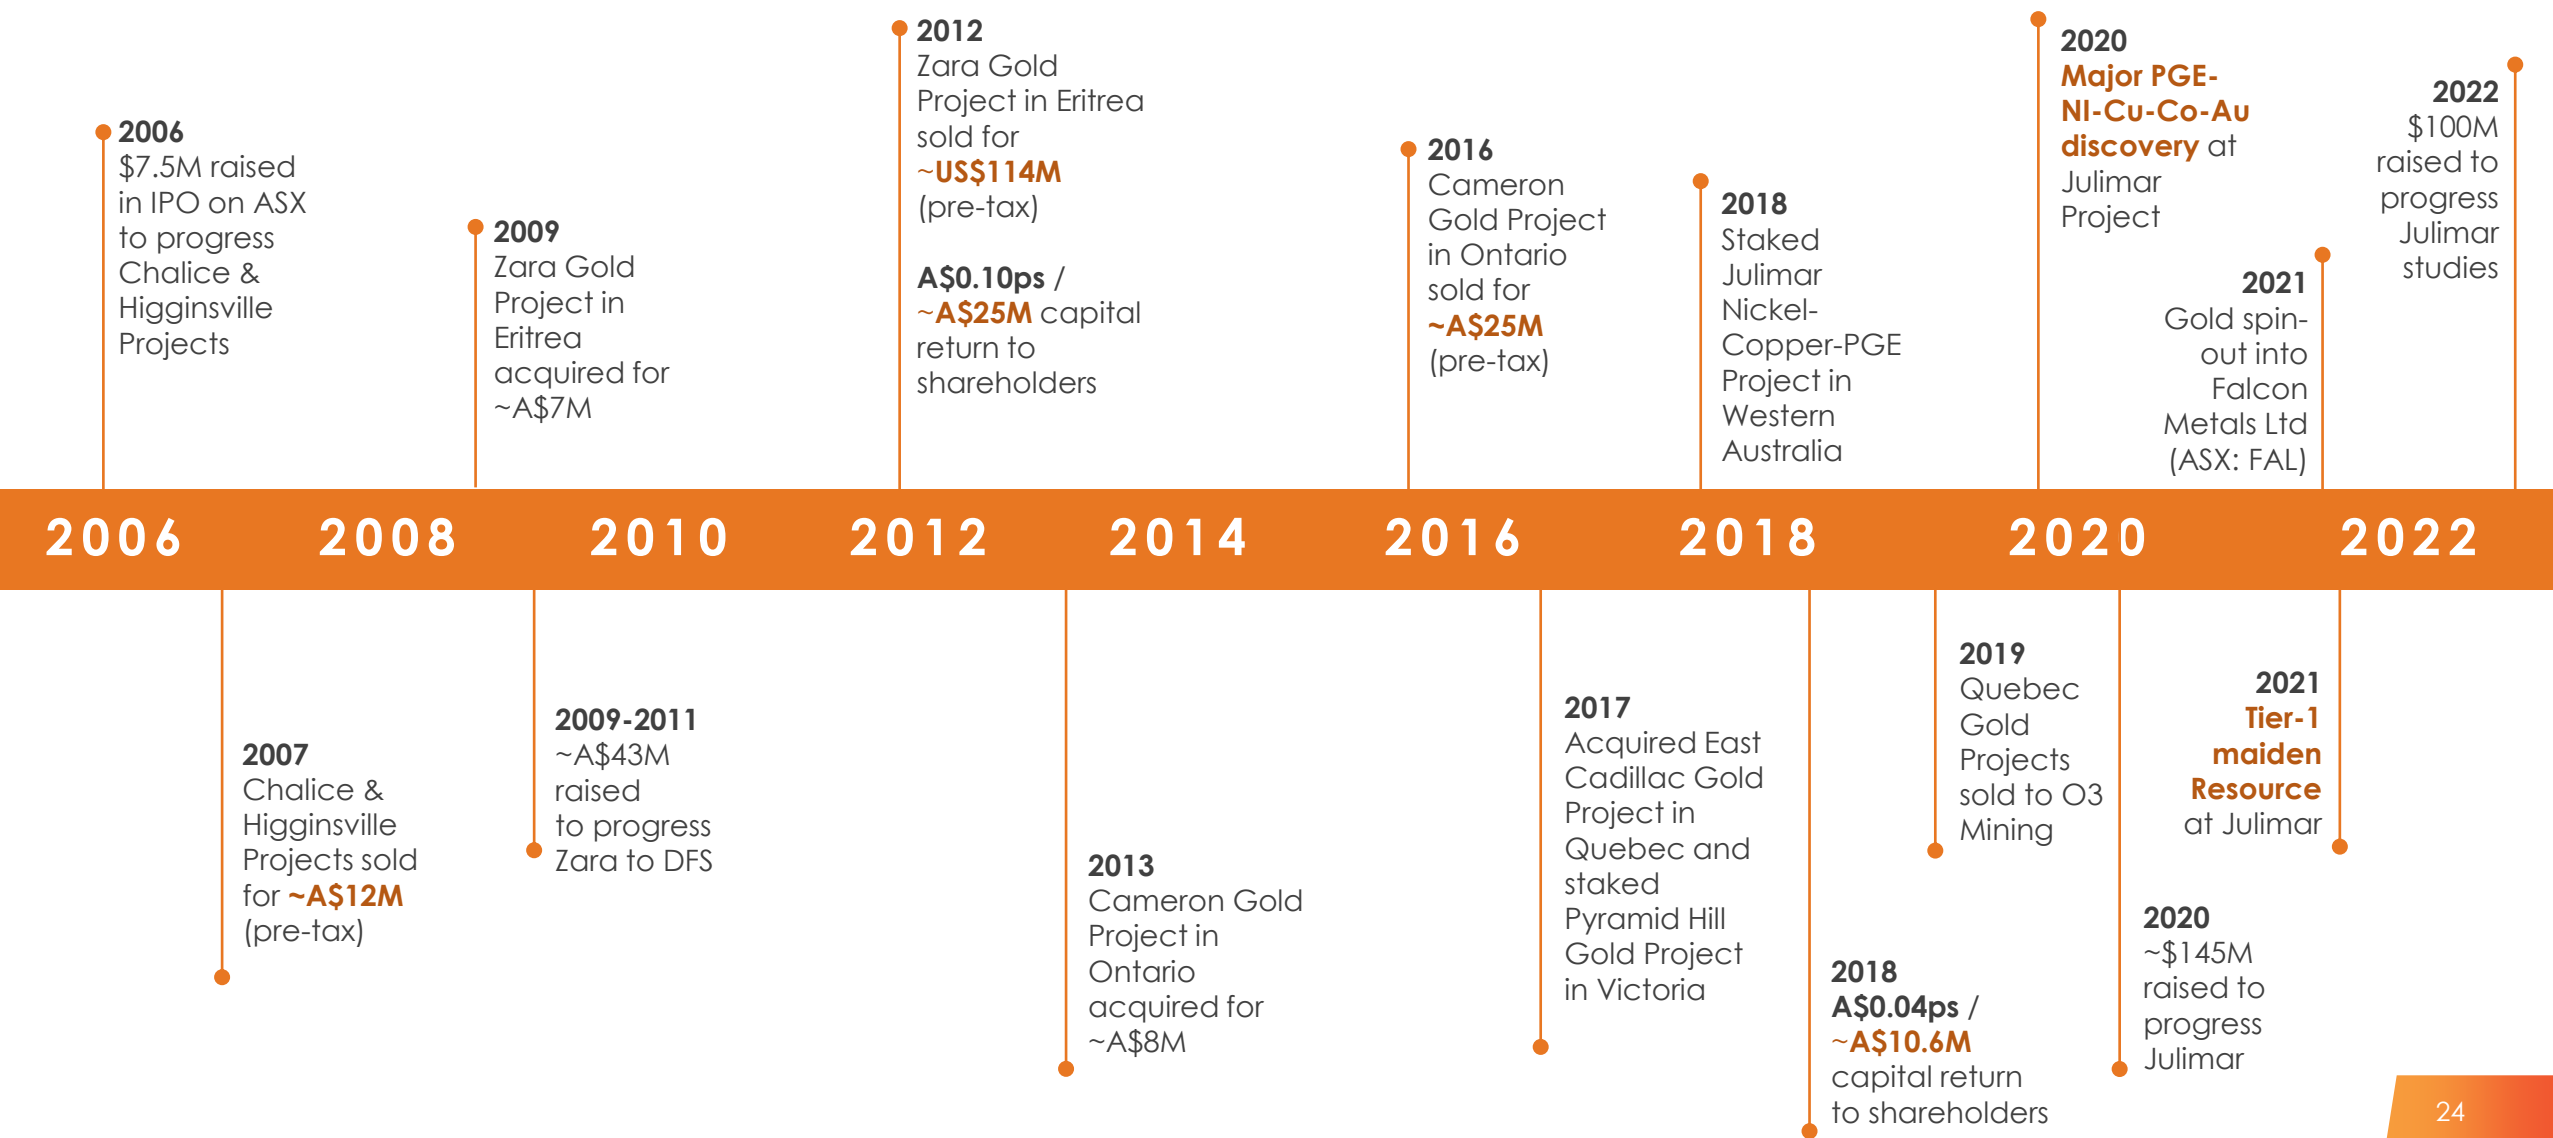 2006
$7.5M raised
in IPO on ASX
to progress
Chalice &
Higginsville
Projects
2009
Zara Gold
Project in
Eritrea
acquired for
~A$7M
2012
Zara Gold
Project in Eritrea
sold for
~US$114M
(pre-tax)
A$0.10ps /
~A$25M capital
return to
shareholders
2016
Cameron
Gold Project
in Ontario
sold for
~A$25M
(pre-tax)
2018
Staked
Julimar
Nickel-
Copper-PGE
Project in
Western
Australia
2020
Major PGE-
NI-Cu-Co-Au
discovery at
Julimar
Project
2021
Gold spin-
out into
Falcon
Metals Ltd
(ASX: FAL)
2022
$100M
raised to
progress
Julimar
studies
2006 2008 2010 2012 2014 2016 2018 2020 2022
2007
Chalice &
Higginsville
Projects sold
for ~A$12M
(pre-tax)
2009-2011
~A$43M
raised
to progress
Zara to DFS
2013
Cameron Gold
Project in
Ontario
acquired for
~A$8M
2017
Acquired East
Cadillac Gold
Project in
Quebec and
staked
Pyramid Hill
Gold Project
in Victoria
2018
A$0.04ps /
~A$10.6M
capital return
to shareholders
2019
Quebec
Gold
Projects
sold to O3
Mining
2020
~$145M
raised to
progress
Julimar
2021
Tier-1
maiden
Resource
at Julimar
24